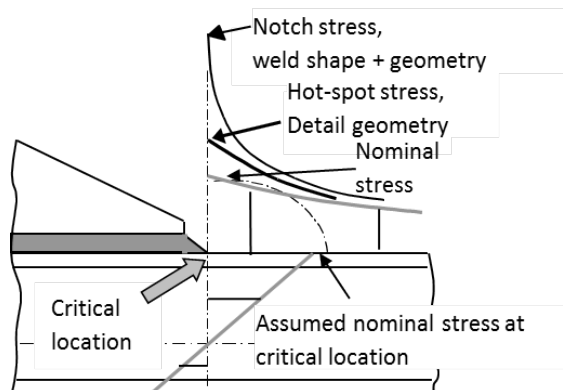 Notch stress,
weld shape + geometry
Hot-spot stress,
Detail geometry
Nominal
stress
Critical
location
Assumed nominal stress at
critical location